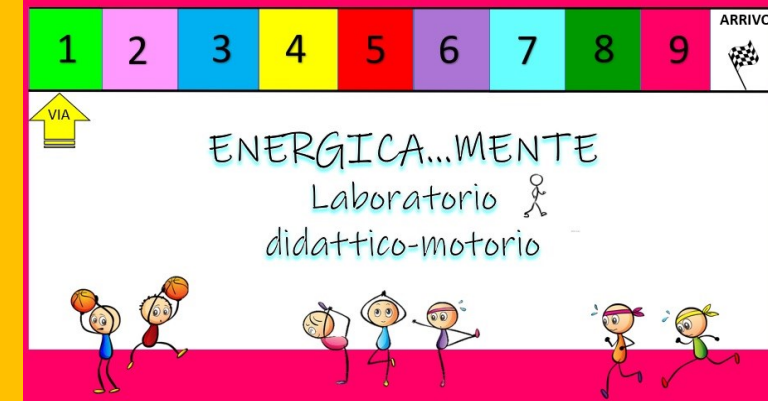 1 2 3 4 5 6 7 8 9 ARRIVO
VIA
ENERGICA...MENTE
Laboratorio
didattico-motorio